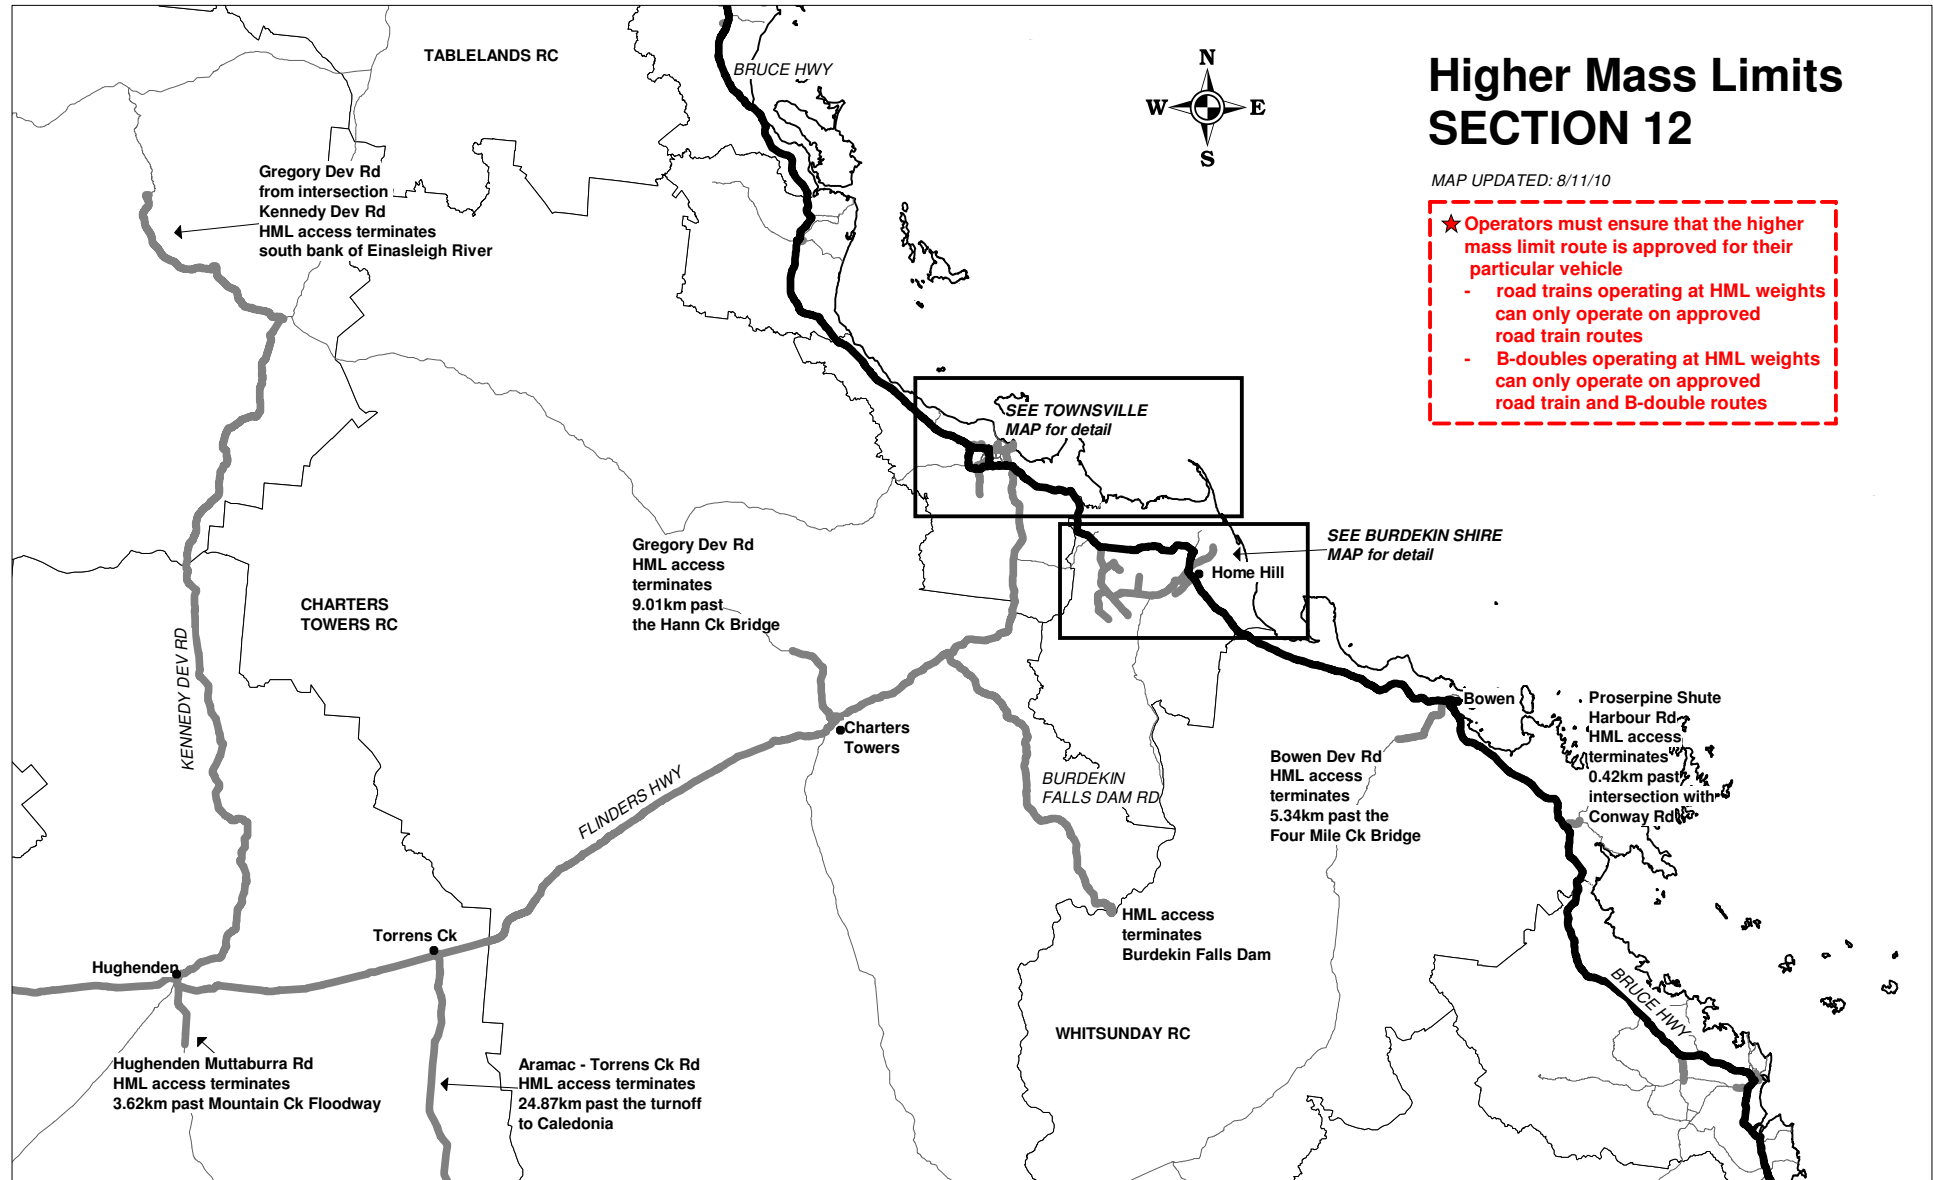 TABLELANDS RC
BRUCE HWY
N
W
E
S
Higher Mass Limits
SECTION 12
MAP UPDATED: 8/11/10
Operators must ensure that the higher
mass limit route is approved for their
particular vehicle
- road trains operating at HML weights
can only operate on approved
road train routes
- B-doubles operating at HML weights
can only operate on approved
road train and B-double routes
Gregory Dev Rd
from intersection
Kennedy Dev Rd
HML access terminates
south bank of Einasleigh River
SEE TOWNSVILLE
MAP for detail
SEE BURDEKIN SHIRE
MAP for detail
Home Hill
Gregory Dev Rd
HML access
terminates
9.01km past
the Hann Ck Bridge
CHARTERS
TOWERS RC
KENNEDY DEV RD
Charters
Towers
FLINDERS HWY
BURDEKIN
FALLS DAM RD
Bowen
Proserpine Shute
Harbour Rd
HML access
terminates
0.42km past
intersection with
Conway Rd
Bowen Dev Rd
HML access
terminates
5.34km past the
Four Mile Ck Bridge
HML access
terminates
Burdekin Falls Dam
Torrens Ck
Hughenden
WHITSUNDAY RC
BRUCE HWY
Hughenden Muttaburra Rd
HML access terminates
3.62km past Mountain Ck Floodway
Aramac - Torrens Ck Rd
HML access terminates
24.87km past the turnoff
to Caledonia